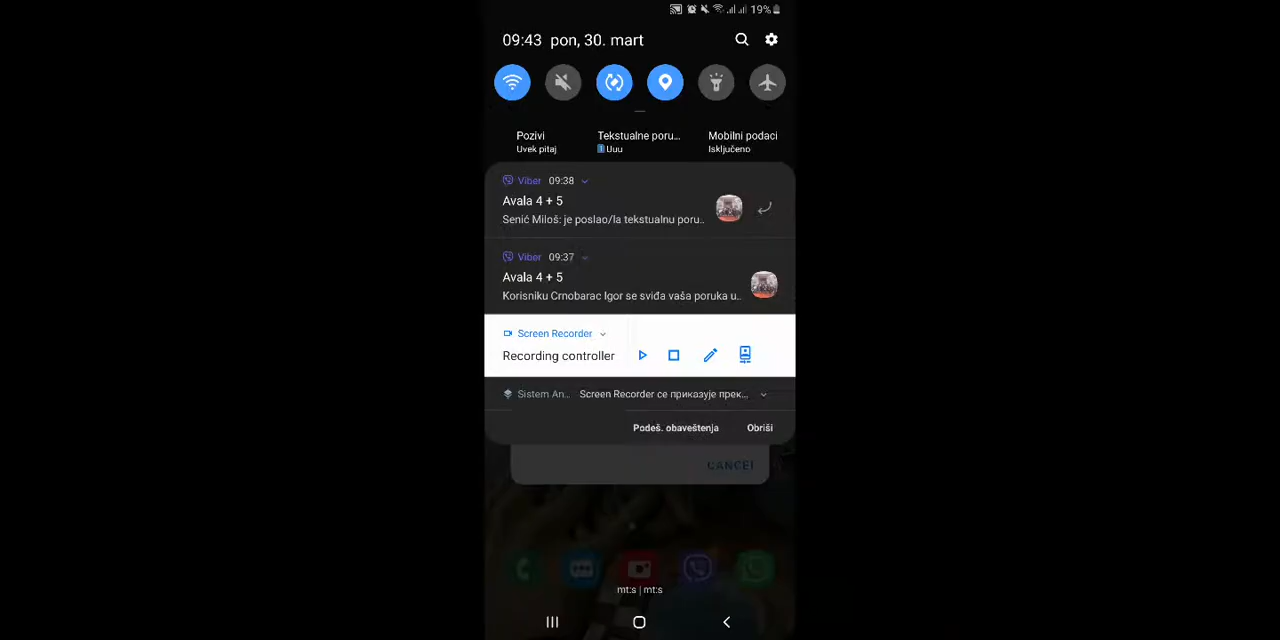 19%
09:43 pon, 30. mart
Pozivi
Uvek pitaj
Tekstualne poru...
1 Uuu
Mobilni podaci
Isključeno
Viber 09:38
Avala 4 + 5
Senić Miloš: je poslao/la tekstualnu poru..
Viber 09:37
Avala 4 + 5
Korisniku Crnobarac Igor se sviđa vaša poruka u..
Screen Recorder
Recording controller
Sistem An... Screen Recorder се приказује прек...
Podeš. obaveštenja Obriši
CANCEL
mt:s | mt:s